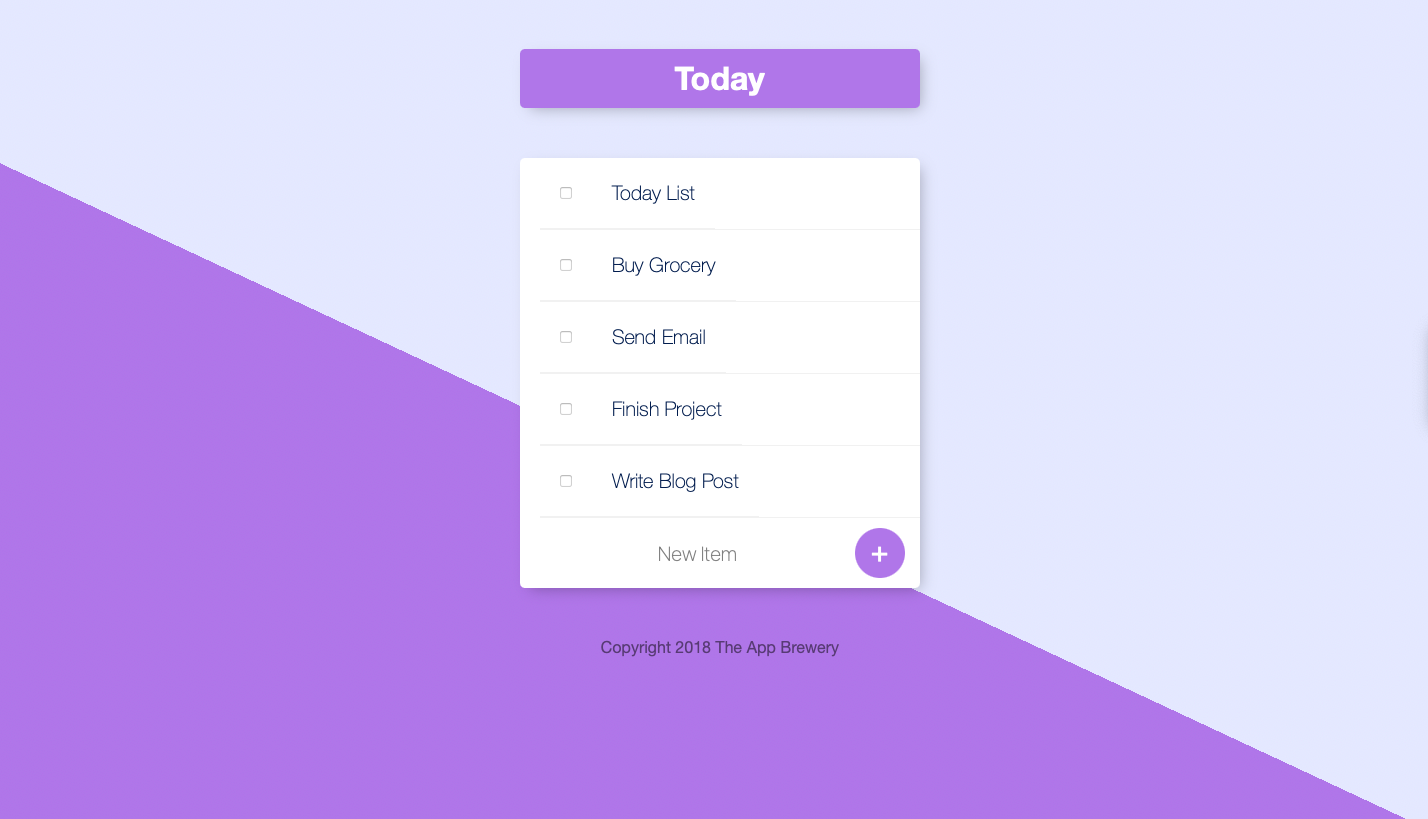 Today
Today List
Buy Grocery
Send Email
Finish Project
Write Blog Post
New Item
+
Copyright 2018 The App Brewery